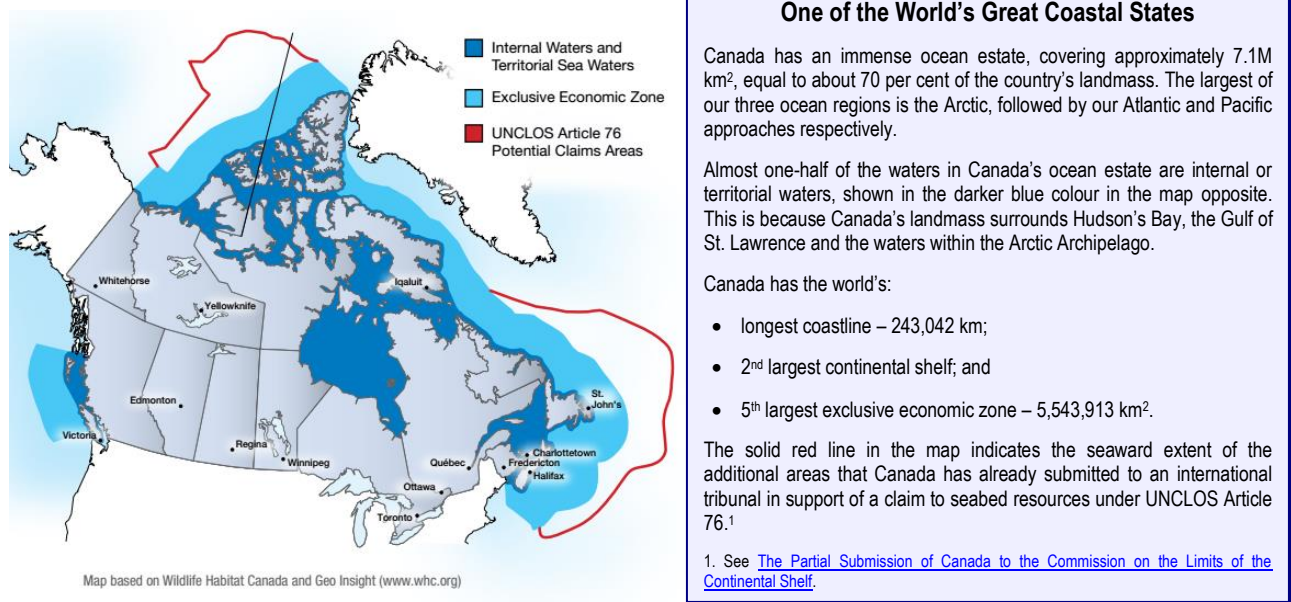 Internal Waters and
Territorial Sea Waters
Exclusive Economic Zone
UNCLOS Article 76
Potential Claims Areas
Whitehorse
Yellowknife
Iqaluit
Edmonton
St.
John's
Victoria
Regina
Winnipeg
Québec
Charlottetown
Fredericton
Halifax
Ottawa
Toronto
Map based on Wildlife Habitat Canada and Geo Insight (www.whc.org)
One of the World's Great Coastal States
Canada has an immense ocean estate, covering approximately 7.1M
km², equal to about 70 per cent of the country's landmass. The largest of
our three ocean regions is the Arctic, followed by our Atlantic and Pacific
approaches respectively.
Almost one-half of the waters in Canada's ocean estate are internal or
territorial waters, shown in the darker blue colour in the map opposite.
This is because Canada's landmass surrounds Hudson's Bay, the Gulf of
St. Lawrence and the waters within the Arctic Archipelago.
Canada has the world's:
• longest coastline – 243,042 km;
• 2nd largest continental shelf; and
• 5th largest exclusive economic zone – 5,543,913 km².
The solid red line in the map indicates the seaward extent of the
additional areas that Canada has already submitted to an international
tribunal in support of a claim to seabed resources under UNCLOS Article
76.¹
1. See The Partial Submission of Canada to the Commission on the Limits of the
Continental Shelf.